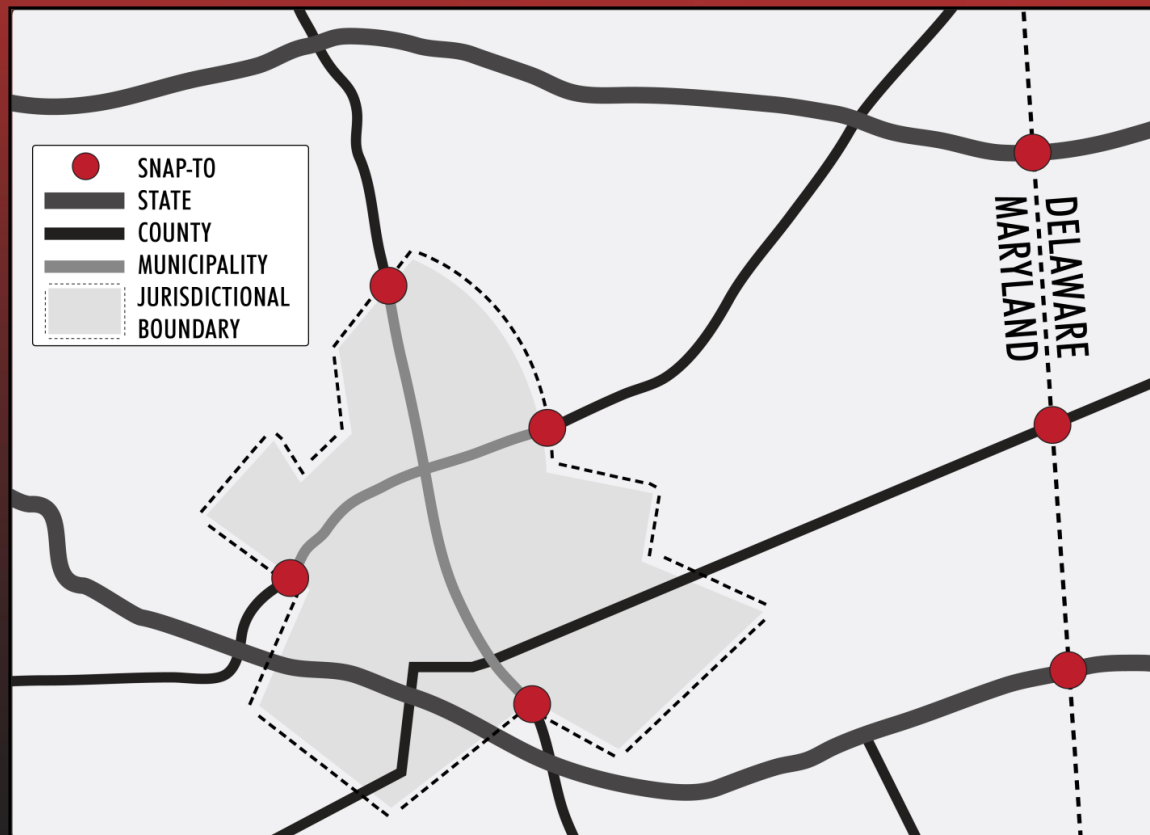 SNAP-TO
STATE
COUNTY
MUNICIPALITY
JURISDICTIONAL
BOUNDARY
DELAWARE
MARYLAND